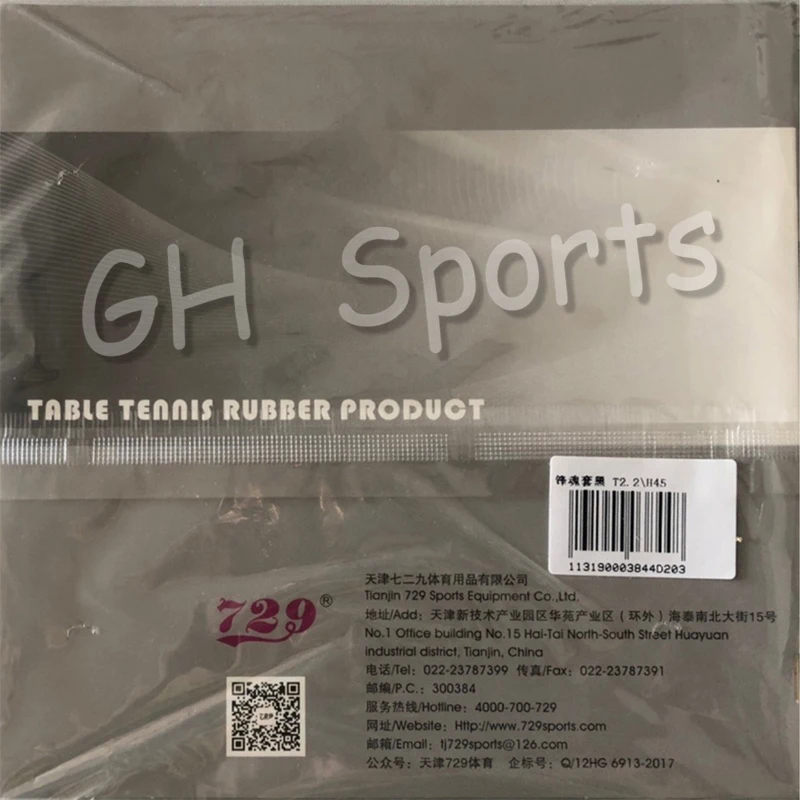 GH Sports
TABLE TENNIS RUBBER PRODUCT
锋魂套黑 T2.2\H45
113190003844D203
729®
天津七二九体育用品有限公司
Tianjin 729 Sports Equipment Co.,Ltd.
地址/Add: 天津新技术产业园区华苑产业区(环外)海泰南北大街15号
No.1 Office building No.15 Hai-Tai North-South Street Huayuan
industrial district, Tianjin, China
电话/Tel: 022-23787399 传真/Fax: 022-23787391
邮编/P.C.: 300384
服务热线/Hotline: 4000-700-729
网址/Website: Http://www.729sports.com
邮箱/Email: tj729sports@126.com
公众号: 天津729体育 企标号: Q/12HG 6913-2017